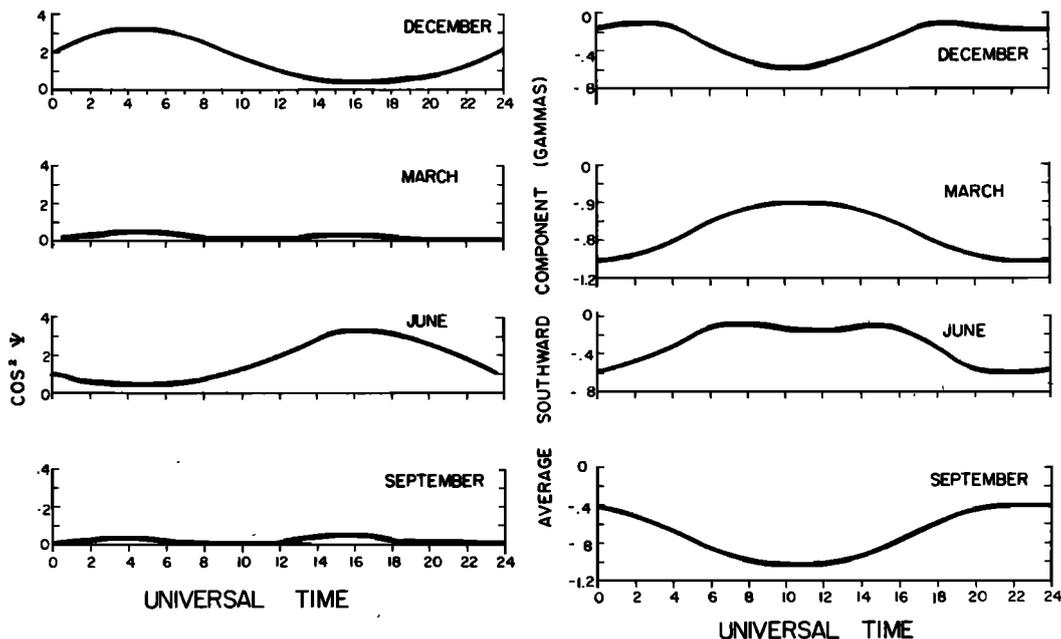 4
2
0
DECEMBER
0 2 4 6 8 10 12 14 16 18 20 22 24
4
2
0
MARCH
COS² Ψ
4
2
0
JUNE
.4
.2
0
SEPTEMBER
0 2 4 6 8 10 12 14 16 18 20 22 24
UNIVERSAL TIME
AVERAGE SOUTHWARD COMPONENT (GAMMAS)
0
-.4
-.8
DECEMBER
0
-.9
-.8
-1.2
MARCH
0
-.4
-.8
JUNE
0
-.4
-.8
-1.2
SEPTEMBER
0 2 4 6 8 10 12 14 16 18 20 22 24
UNIVERSAL TIME